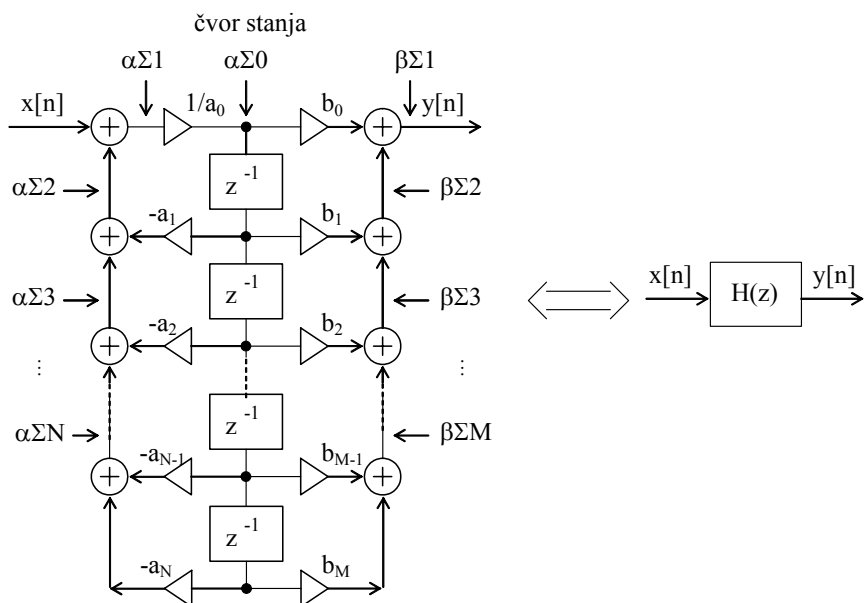 čvor stanja
αΣ1 αΣ0 βΣ1
x[n] 1/a0 b0 y[n]
z -1
αΣ2 βΣ2
-a1 b1
z -1
αΣ3 βΣ3
x[n] H(z) y[n]
-a2 b2
⋮ ⋮
z -1
αΣN βΣM
-aN-1 bM-1
z -1
-aN bM